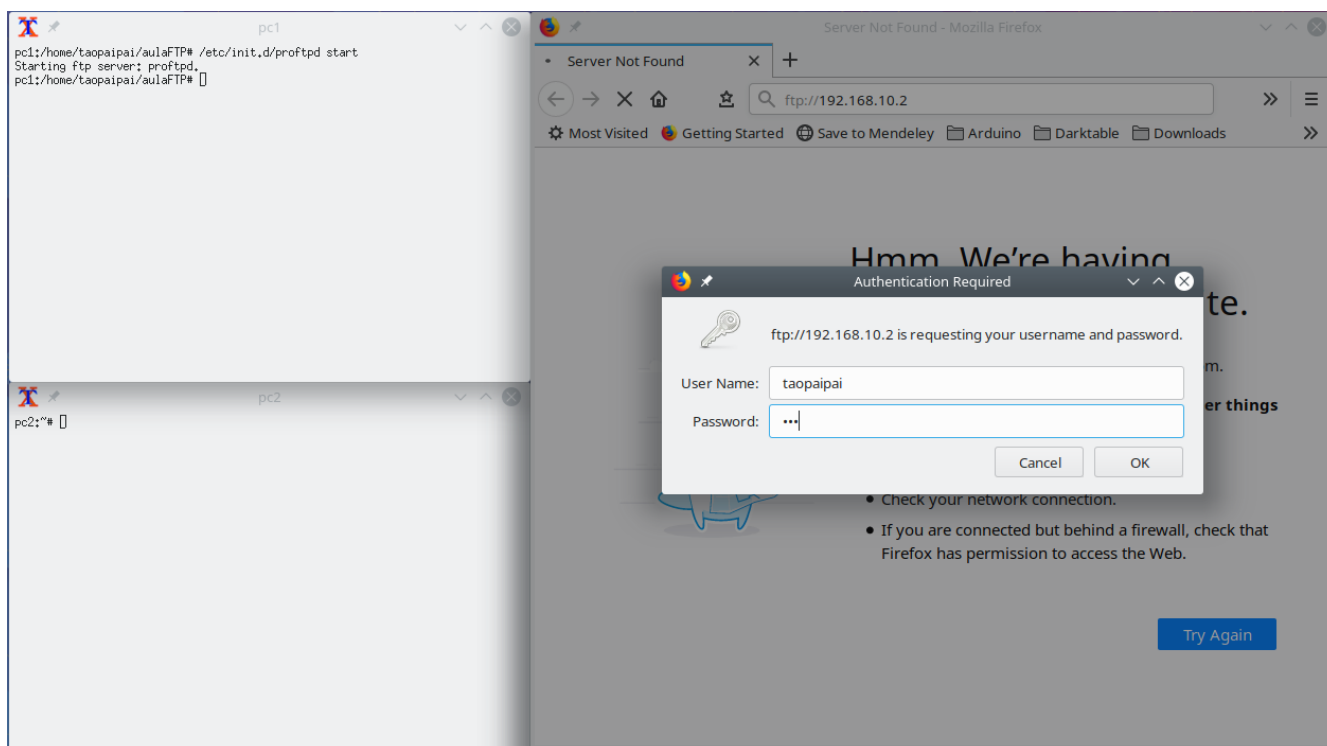 pc1
pc1:/home/taopaipai/aulaFTP# /etc/init.d/proftpd start
Starting ftp server: proftpd.
pc1:/home/taopaipai/aulaFTP#
pc2
pc2:~#
Server Not Found - Mozilla Firefox
Server Not Found
ftp://192.168.10.2
Most Visited Getting Started Save to Mendeley Arduino Darktable Downloads
Hmm. We're having
te.
m.
er things
Authentication Required
ftp://192.168.10.2 is requesting your username and password.
User Name: taopaipai
Password: •••
Cancel OK
• Check your network connection.
• If you are connected but behind a firewall, check that
Firefox has permission to access the Web.
Try Again